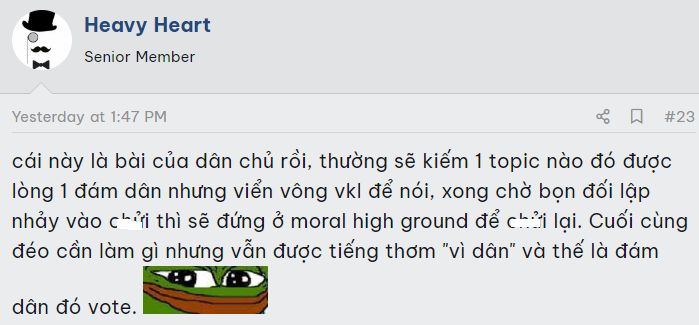 Heavy Heart
Senior Member
Yesterday at 1:47 PM
#23
cái này là bài của dân chủ rồi, thường sẽ kiếm 1 topic nào đó được
lòng 1 đám dân nhưng viển vông vkl để nói, xong chờ bọn đối lập
nhảy vào chửi thì sẽ đứng ở moral high ground để chửi lại. Cuối cùng
đéo cần làm gì nhưng vẫn được tiếng thơm "vì dân" và thế là đám
dân đó vote.